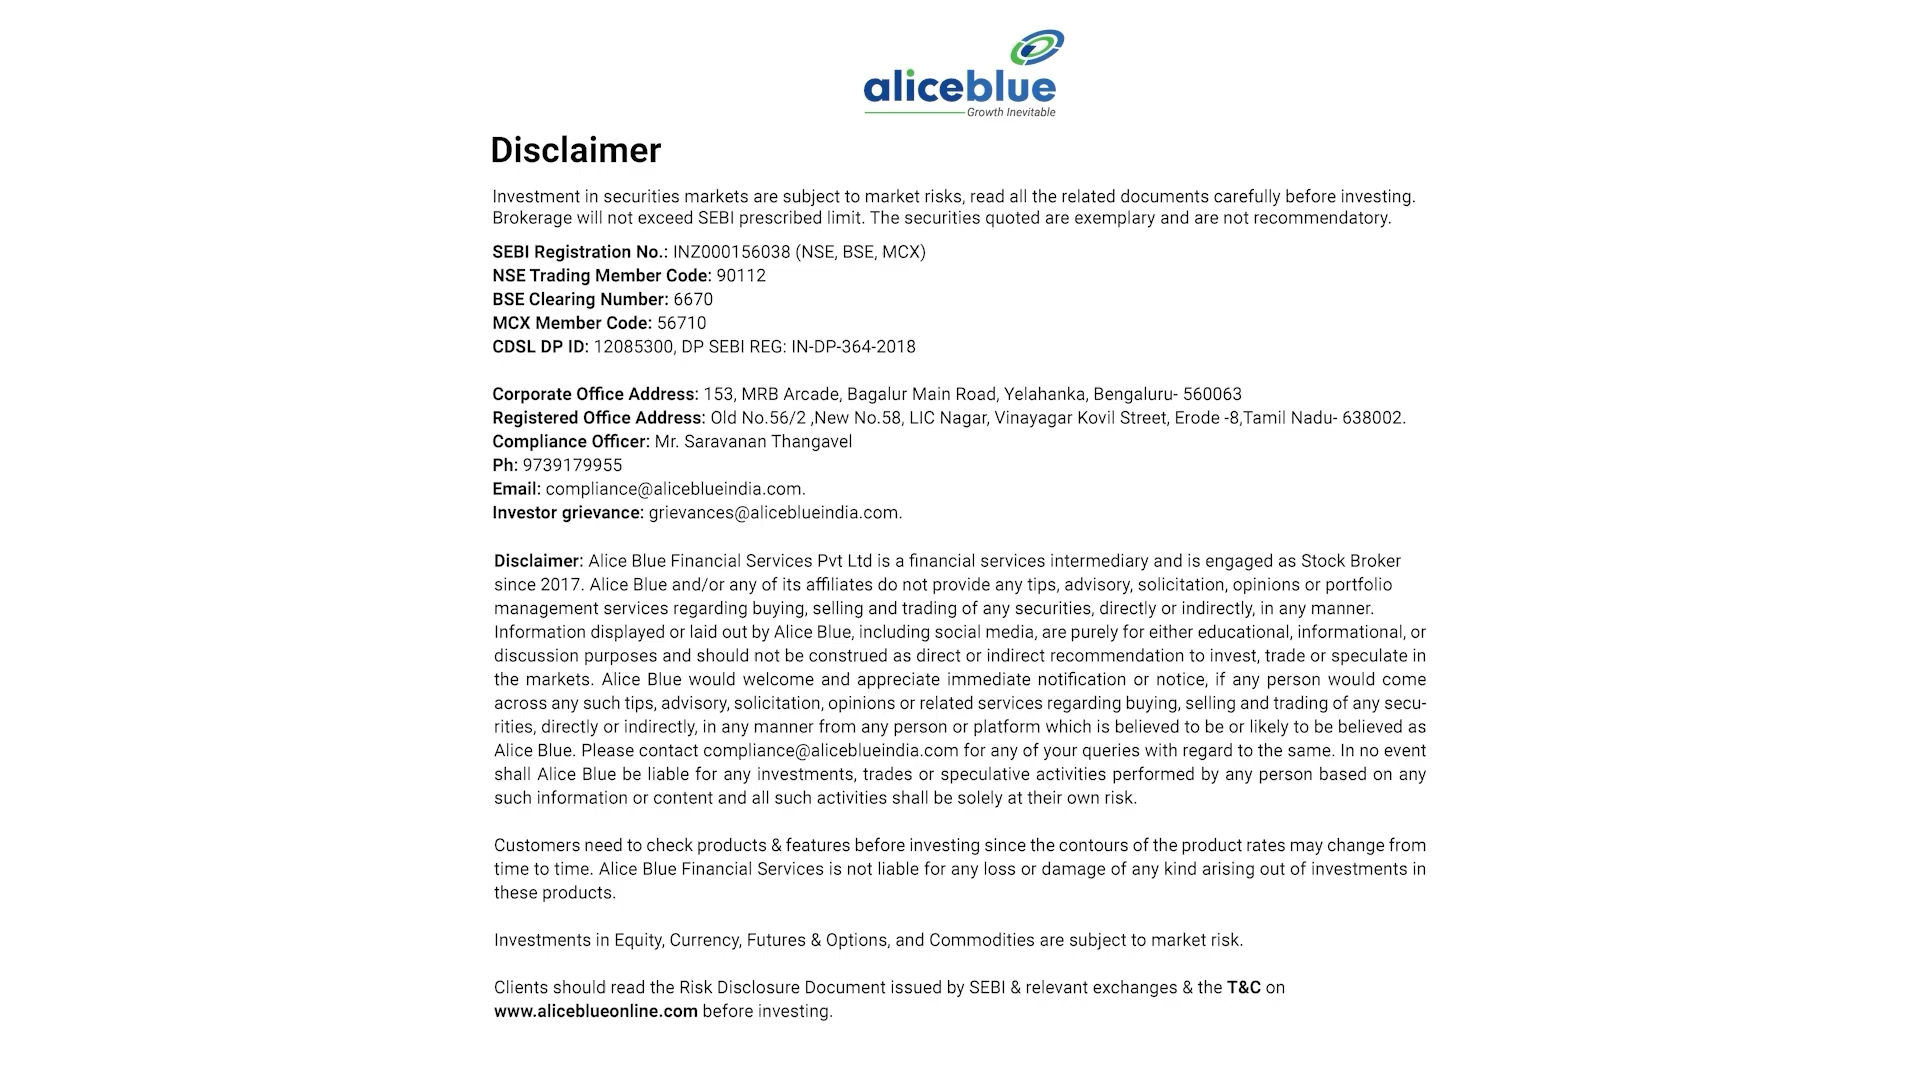 aliceblue
Growth Inevitable
Disclaimer
Investment in securities markets are subject to market risks, read all the related documents carefully before investing.
Brokerage will not exceed SEBI prescribed limit. The securities quoted are exemplary and are not recommendatory.
SEBI Registration No.: INZ000156038 (NSE, BSE, MCX)
NSE Trading Member Code: 90112
BSE Clearing Number: 6670
MCX Member Code: 56710
CDSL DP ID: 12085300, DP SEBI REG: IN-DP-364-2018
Corporate Office Address: 153, MRB Arcade, Bagalur Main Road, Yelahanka, Bengaluru- 560063
Registered Office Address: Old No.56/2 ,New No.58, LIC Nagar, Vinayagar Kovil Street, Erode -8,Tamil Nadu- 638002.
Compliance Officer: Mr. Saravanan Thangavel
Ph: 9739179955
Email: compliance@aliceblueindia.com.
Investor grievance: grievances@aliceblueindia.com.
Disclaimer: Alice Blue Financial Services Pvt Ltd is a financial services intermediary and is engaged as Stock Broker
since 2017. Alice Blue and/or any of its affiliates do not provide any tips, advisory, solicitation, opinions or portfolio
management services regarding buying, selling and trading of any securities, directly or indirectly, in any manner.
Information displayed or laid out by Alice Blue, including social media, are purely for either educational, informational, or
discussion purposes and should not be construed as direct or indirect recommendation to invest, trade or speculate in
the markets. Alice Blue would welcome and appreciate immediate notification or notice, if any person would come
across any such tips, advisory, solicitation, opinions or related services regarding buying, selling and trading of any secu-
rities, directly or indirectly, in any manner from any person or platform which is believed to be or likely to be believed as
Alice Blue. Please contact compliance@aliceblueindia.com for any of your queries with regard to the same. In no event
shall Alice Blue be liable for any investments, trades or speculative activities performed by any person based on any
such information or content and all such activities shall be solely at their own risk.
Customers need to check products & features before investing since the contours of the product rates may change from
time to time. Alice Blue Financial Services is not liable for any loss or damage of any kind arising out of investments in
these products.
Investments in Equity, Currency, Futures & Options, and Commodities are subject to market risk.
Clients should read the Risk Disclosure Document issued by SEBI & relevant exchanges & the T&C on
www.aliceblueonline.com before investing.